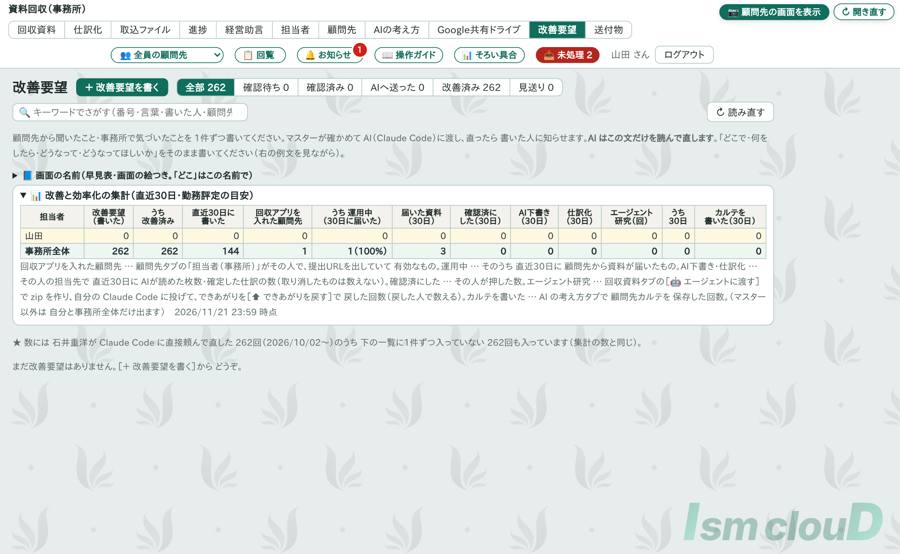 資料回収(事務所)
📷 顧客先の画面を表示
↻ 開き直す
回収資料 仕訳化 取込ファイル 進捗 経営助言 担当者 顧問先 AIの考え方 Google共有ドライブ 改善要望 送付物
👥 全員の顧問先 📋 回覧 🔔 お知らせ 1 📖 操作ガイド 📊 そろい具合 📥 未処理 2 山田 さん ログアウト
改善要望 ＋ 改善要望を書く 全部 262 確認待ち 0 確認済み 0 AIへ送った 0 改善済み 262 見送り 0
🔍 キーワードでさがす(番号・言葉・書いた人・顧問先
↻ 読み直す
顧問先から聞いたこと・事務所で気づいたことを 1件ずつ書いてください。マスターが確かめて AI(Claude Code)に渡し、直ったら 書いた人に知らせます。AI はこの文だけを読んで直します。「どこで・何を
したら・どうなって・どうなってほしいか」をそのまま書いてください(右の例文を見ながら)。
▶ 📘 画面の名前(早見表・画面の絵つき。「どこ」はこの名前で)
▼ 📊 改善と効率化の集計(直近30日・勤務評定の目安)
担当者 改善要望(書いた) うち改善済み 直近30日に書いた 回収アプリを入れた顧問先 うち 運用中(30日に届いた) 届いた資料(30日) 確認済にした(30日) AI下書き(30日) 仕訳化(30日) エージェント研究(回) うち30日 カルテを書いた(30日)
山田 0 0 0 0 0 0 0 0 0 0 0 0
事務所全体 262 262 144 1 1(100%) 3 0 0 0 0 0 0
回収アプリを入れた顧問先 … 顧問先タブの「担当者(事務所)」がその人で、提出URLを出していて 有効なもの。運用中 … そのうち 直近30日に 顧問先から資料が届いたもの。AI下書き・仕訳化 …
その人の担当先で 直近30日に AIが読めた枚数・確定した仕訳の数(取り消したものは数えない)。確認済にした … その人が押した数。エージェント研究 … 回収資料タブの[🤖 エージェントに渡す]
で zip を作り、自分の Claude Code に投げて、できあがりを[⬆ できあがりを戻す]で 戻した回数(戻した人で数える)。カルテを書いた … AI の考え方タブで 顧問先カルテを 保存した回数。(マスター
以外は 自分と事務所全体だけ出ます) 2026/11/21 23:59 時点
★ 数には 石井重洋が Claude Code に直接頼んで直した 262回(2026/10/02〜)のうち 下の一覧に1件ずつ入っていない 262回も入っています(集計の数と同じ)。
まだ改善要望はありません。[＋ 改善要望を書く]から どうぞ。
Ism clouD